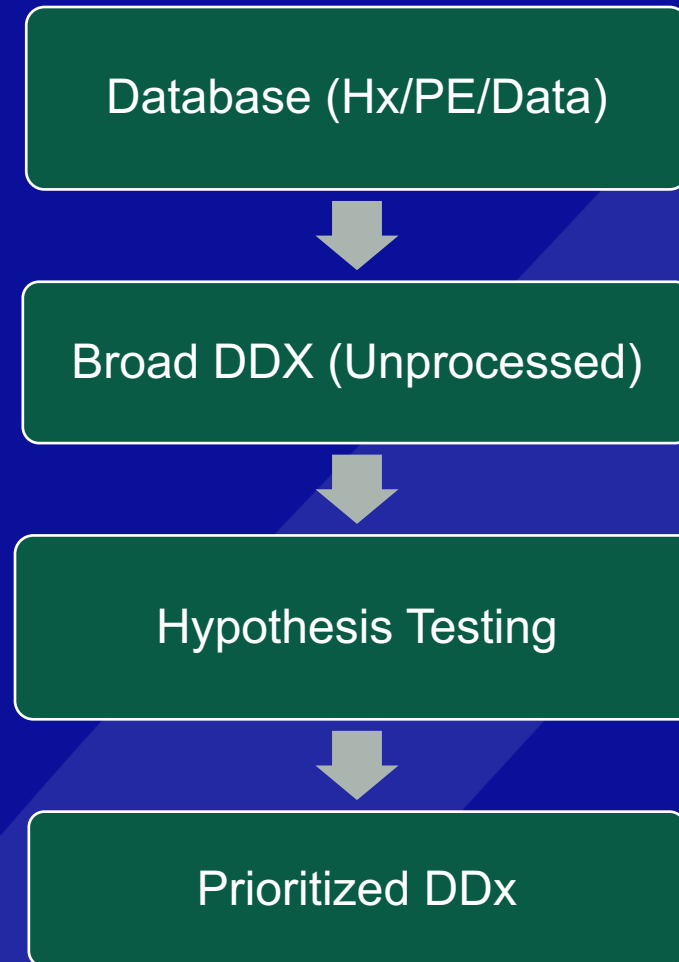 Database (Hx/PE/Data)
Broad DDX (Unprocessed)
Hypothesis Testing
Prioritized DDx